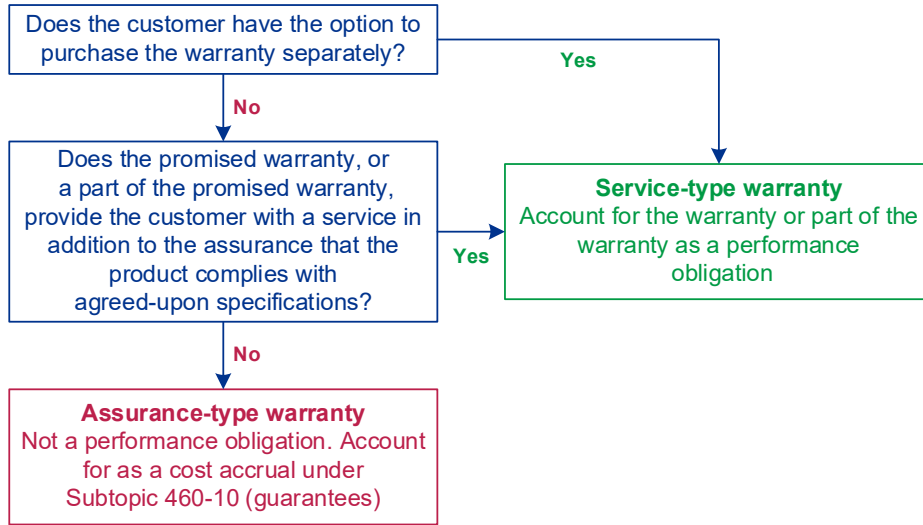 Does the customer have the option to
purchase the warranty separately?
Yes
No
Does the promised warranty, or
a part of the promised warranty,
provide the customer with a service in
addition to the assurance that the
product complies with
agreed-upon specifications?
Yes
Service-type warranty
Account for the warranty or part of the
warranty as a performance
obligation
No
Assurance-type warranty
Not a performance obligation. Account
for as a cost accrual under
Subtopic 460-10 (guarantees)